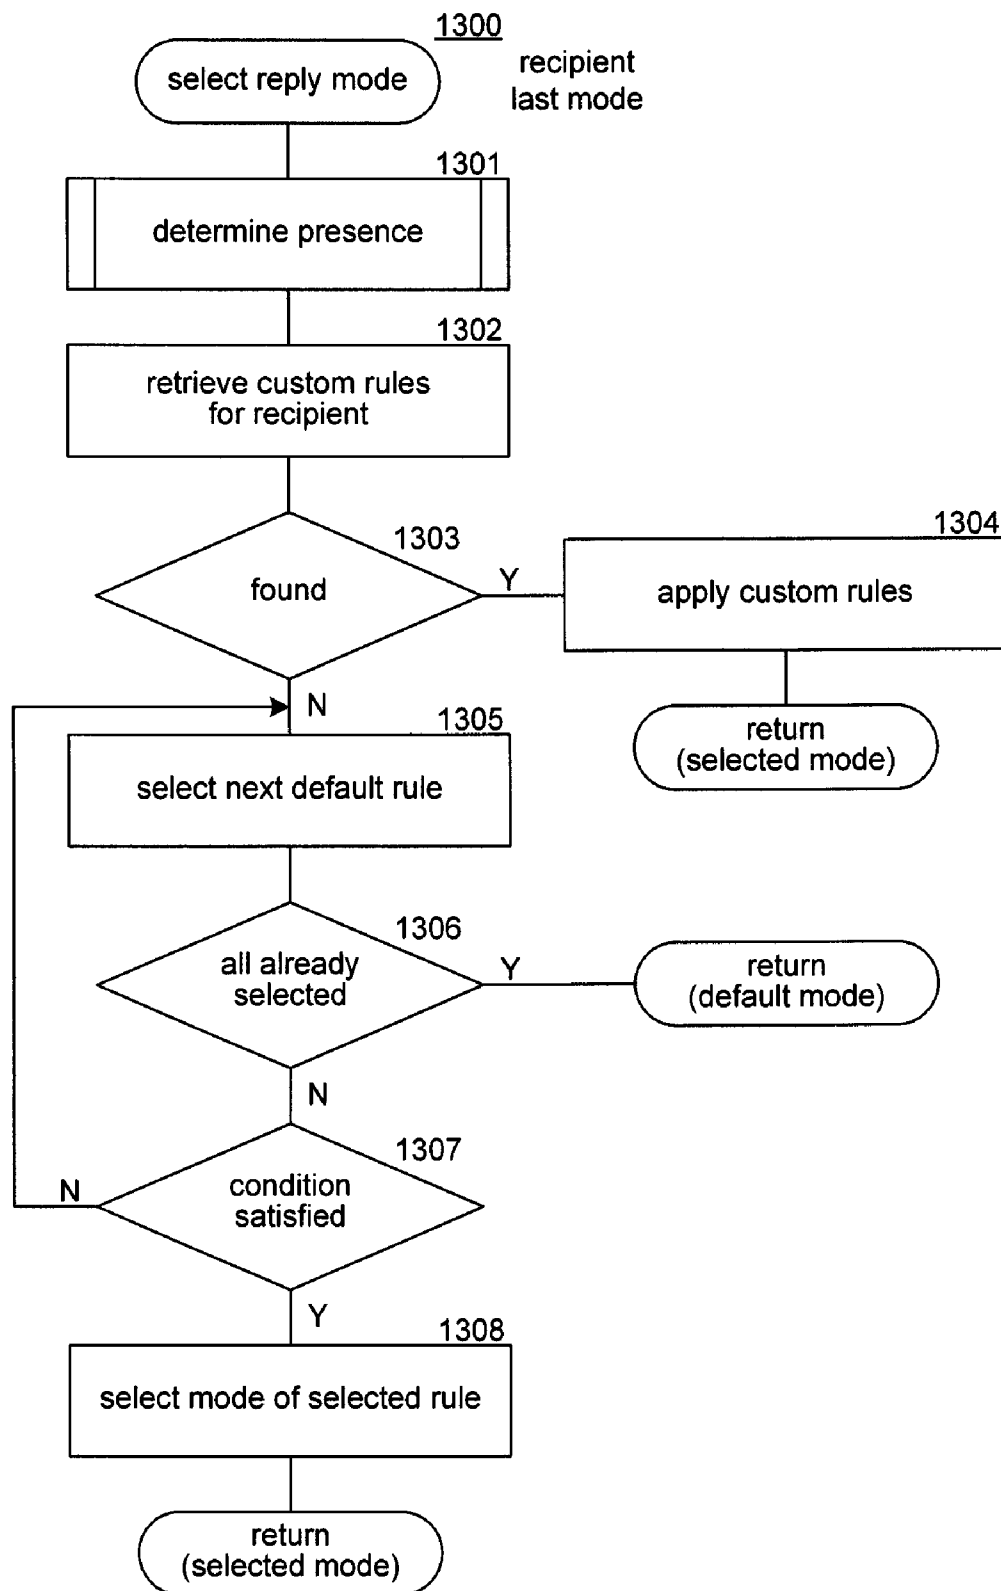 1300
select reply mode
recipient
last mode
1301
determine presence
1302
retrieve custom rules
for recipient
1303
found
Y
1304
apply custom rules
return
(selected mode)
N
1305
select next default rule
1306
all already
selected
Y
return
(default mode)
N
1307
condition
satisfied
N
Y
1308
select mode of selected rule
return
(selected mode)